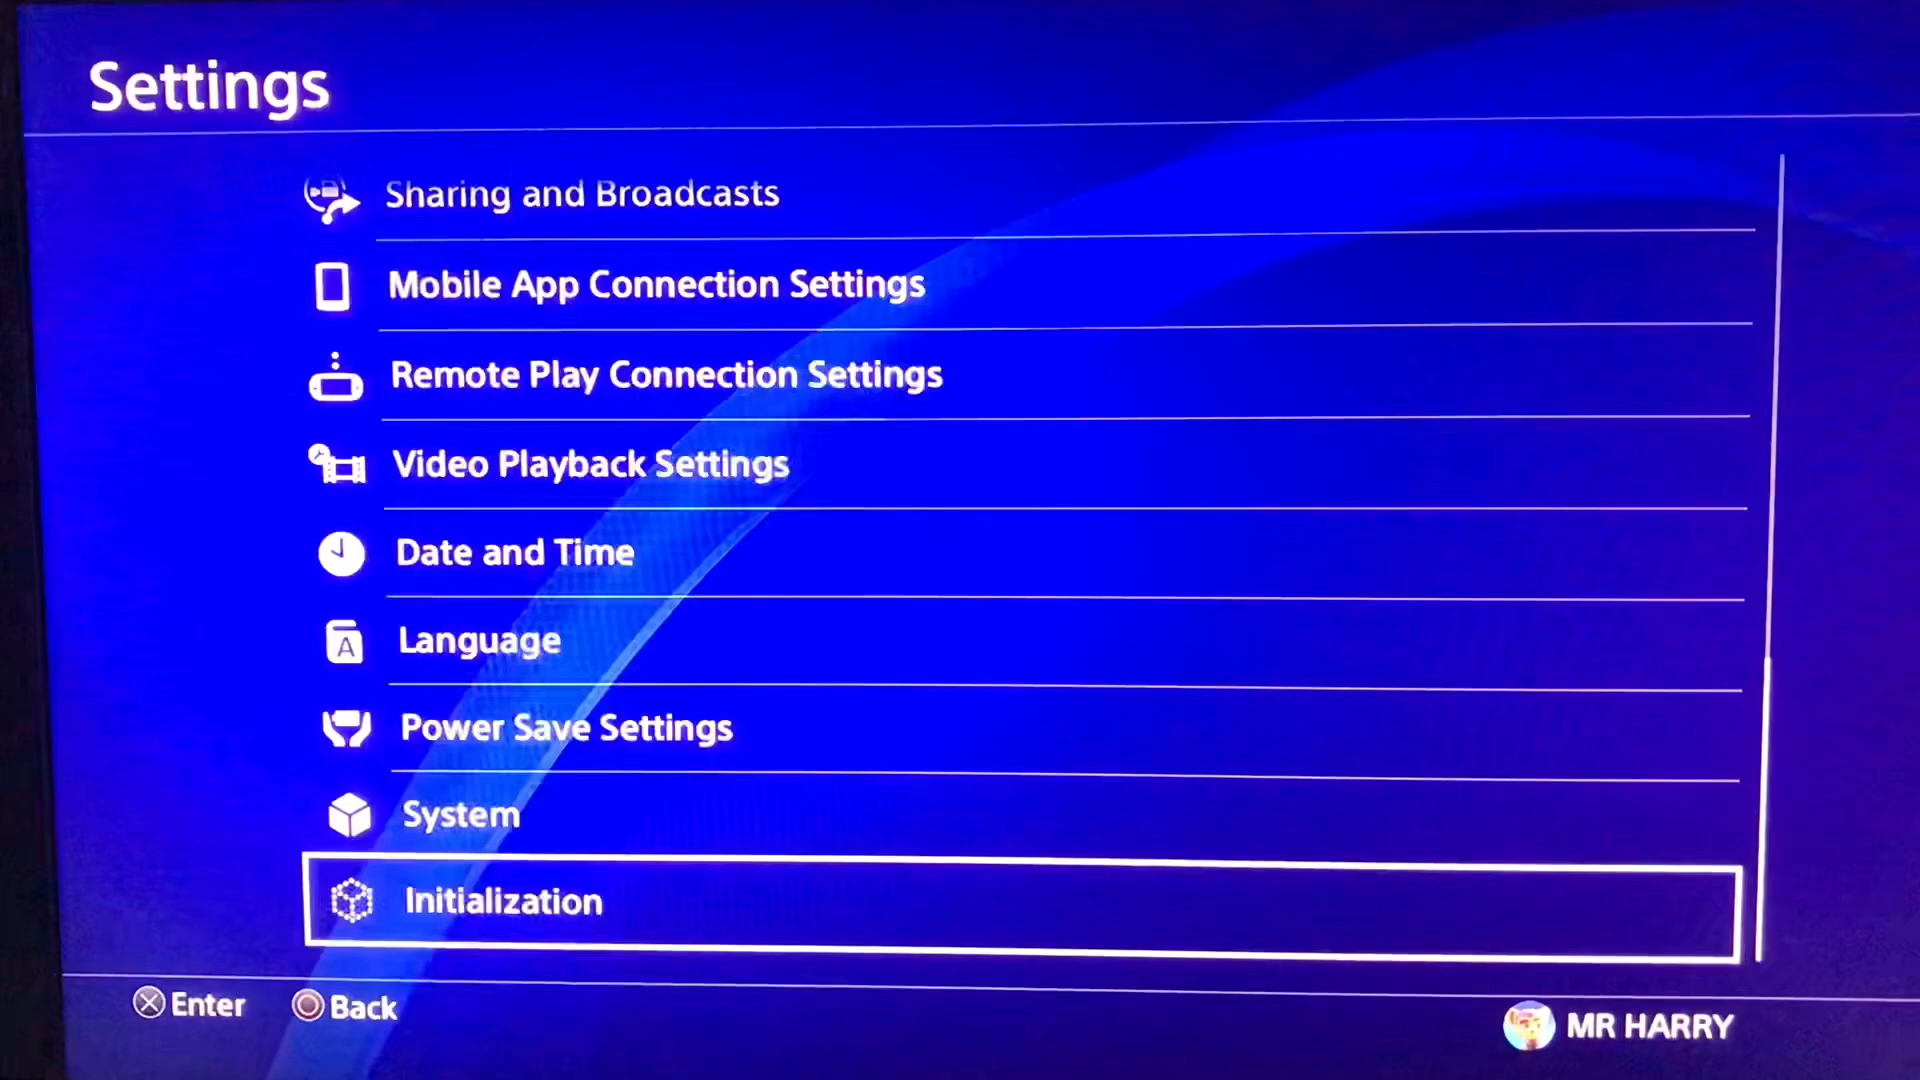 Settings
Sharing and Broadcasts
Mobile App Connection Settings
Remote Play Connection Settings
Video Playback Settings
Date and Time
A Language
Power Save Settings
System
Initialization
Enter Back
MR HARRY